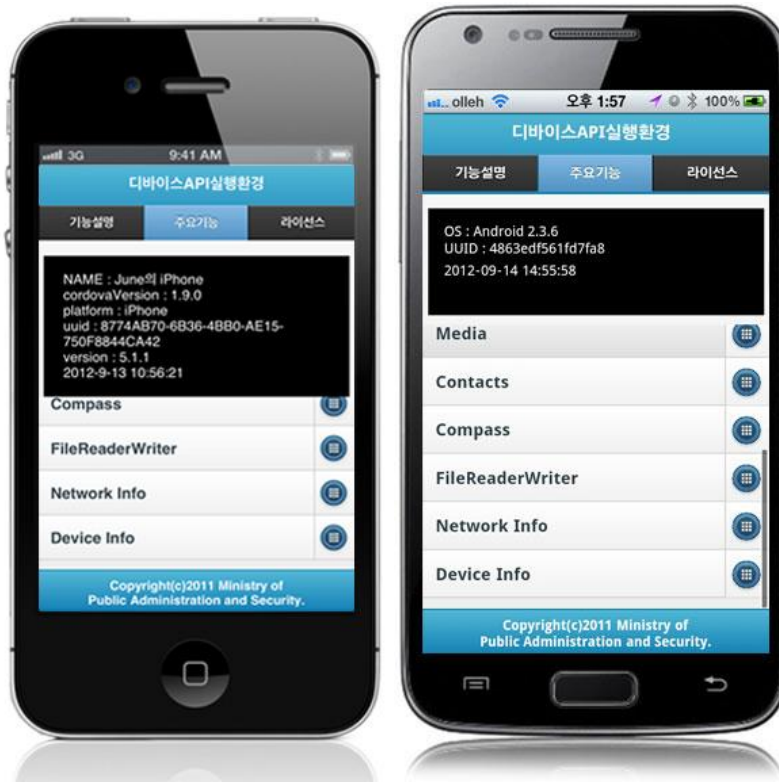 3G 9:41 AM
디바이스API실행환경
기능설명 주요기능 라이선스
NAME : June의 iPhone
cordovaVersion : 1.9.0
platform : iPhone
uuid : 8774AB70-6B36-4BB0-AE15-
750F8844CA42
version : 5.1.1
2012-9-13 10:56:21
Compass
FileReaderWriter
Network Info
Device Info
Copyright(c)2011 Ministry of
Public Administration and Security.
olleh 오후 1:57 100%
디바이스API실행환경
기능설명 주요기능 라이선스
OS : Android 2.3.6
UUID : 4863edf561fd7fa8
2012-09-14 14:55:58
Media
Contacts
Compass
FileReaderWriter
Network Info
Device Info
Copyright(c)2011 Ministry of
Public Administration and Security.